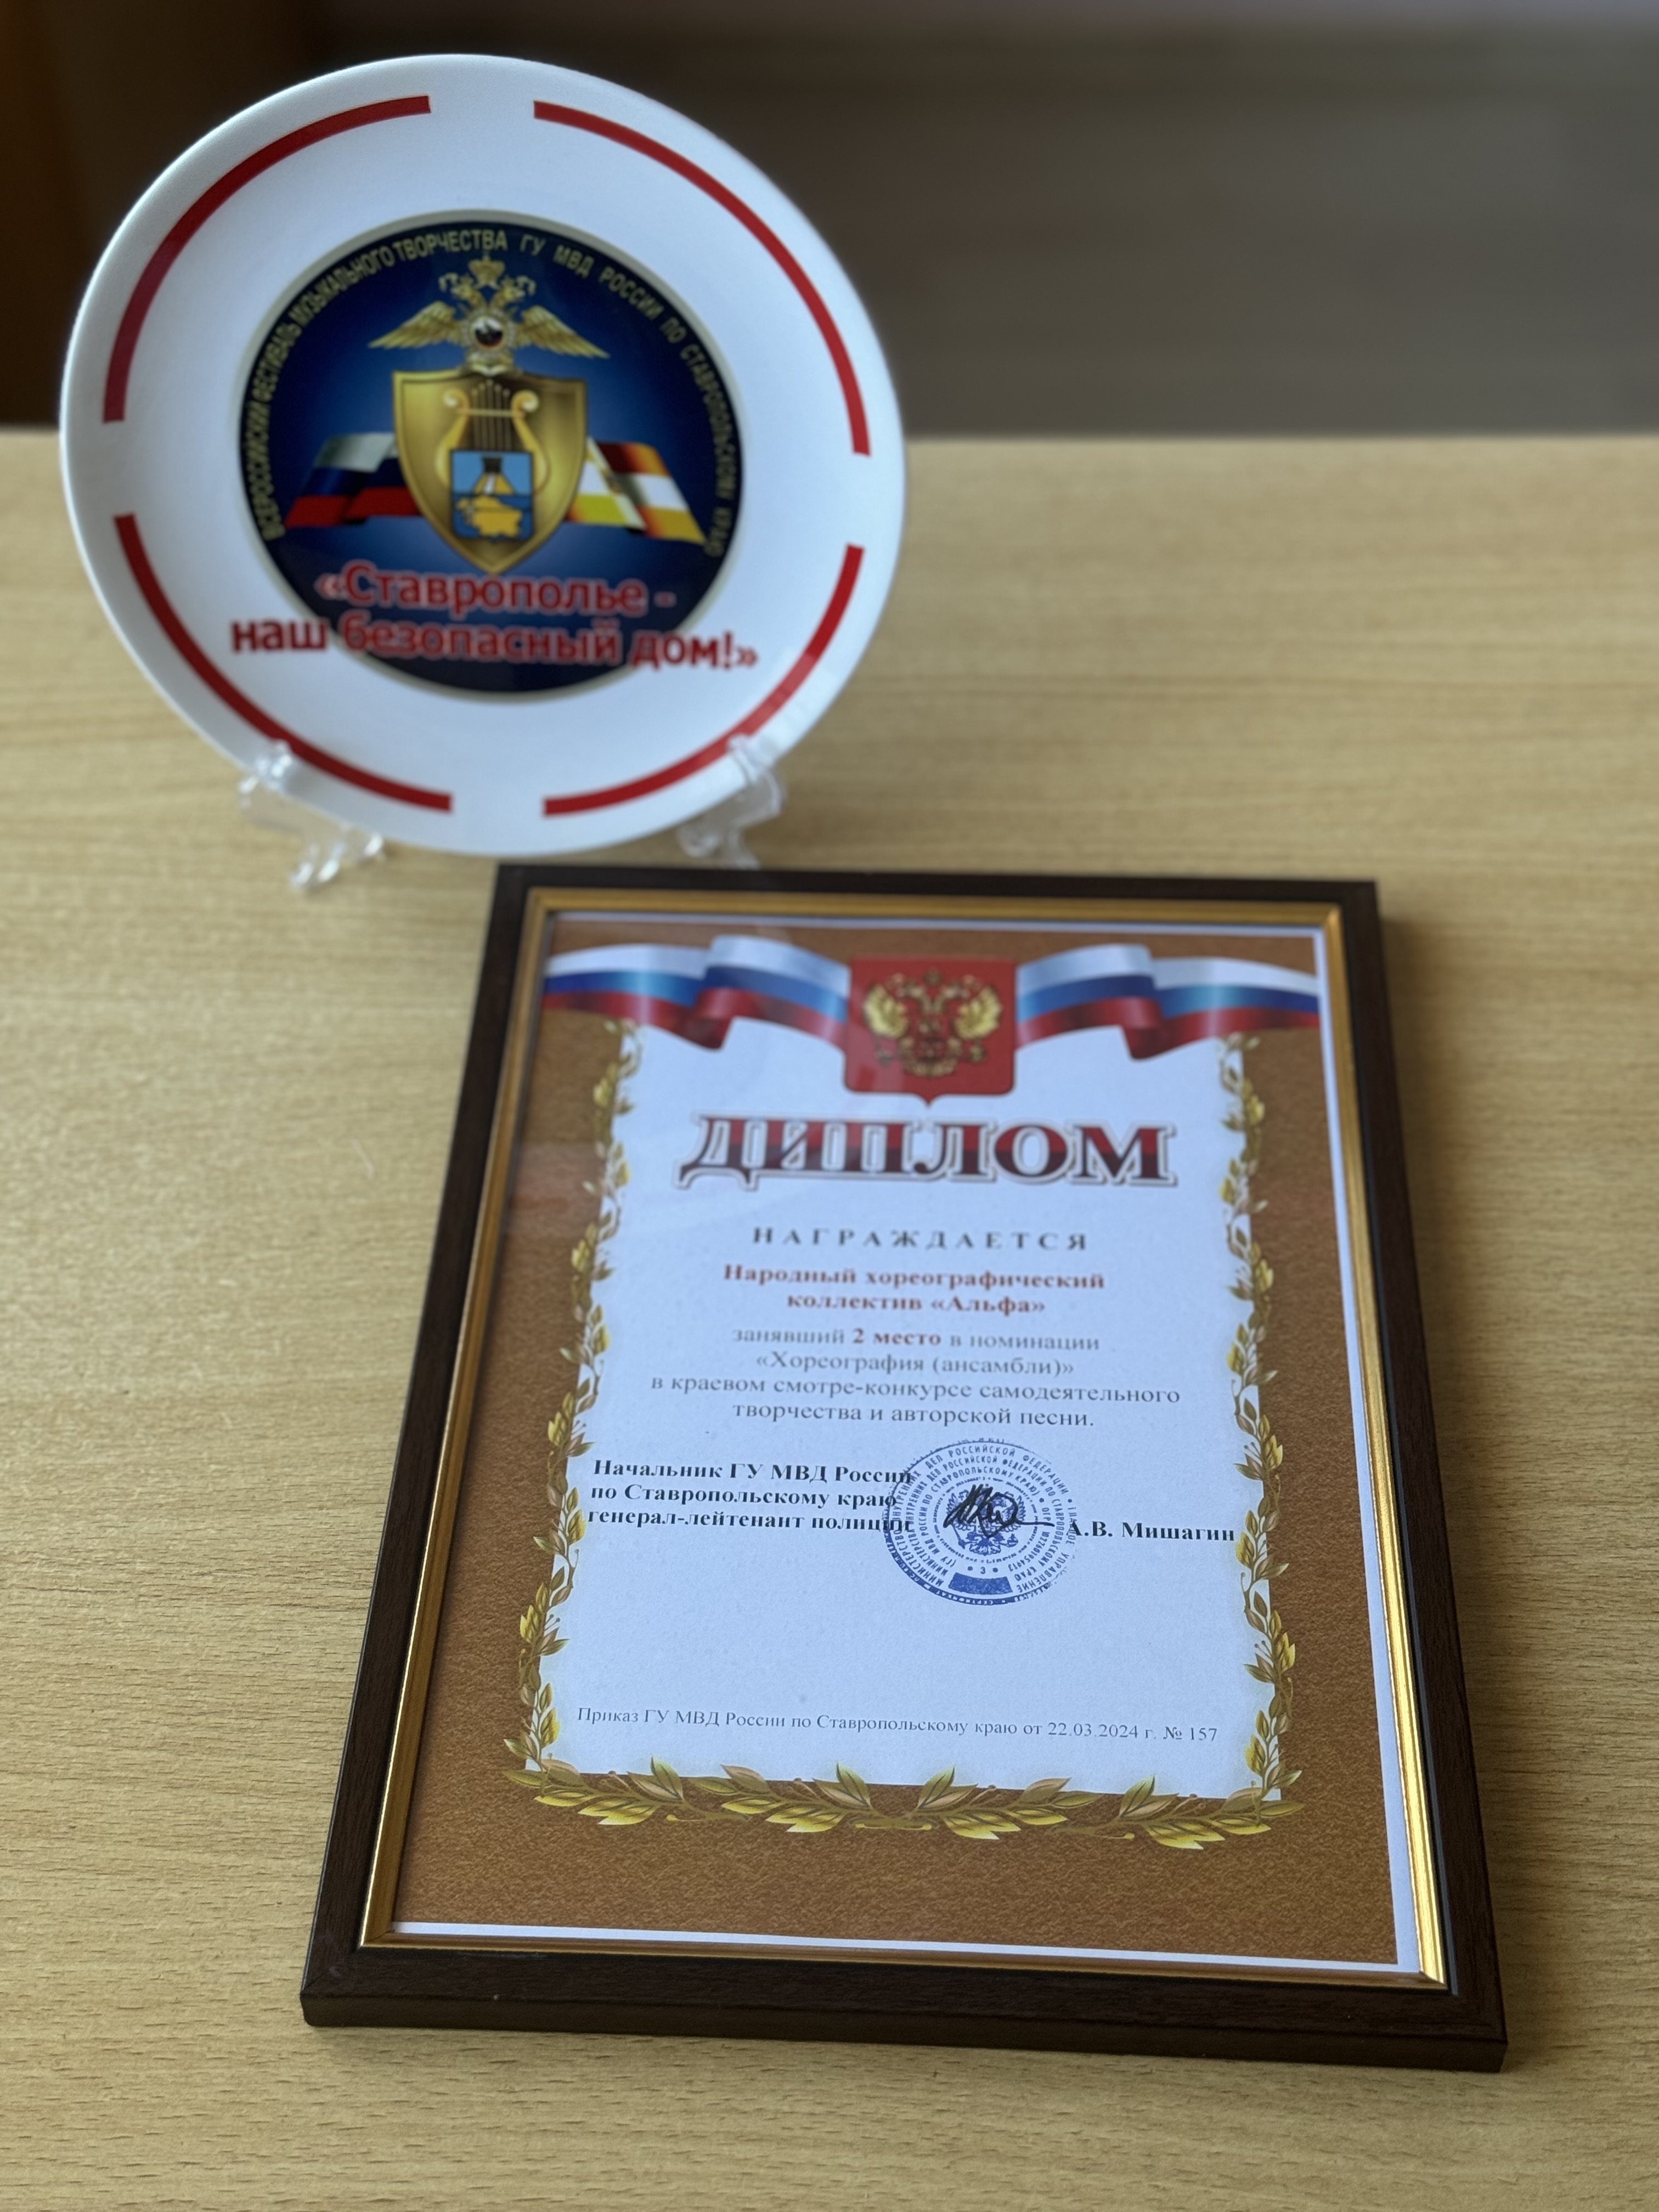 ВСЕРОССИЙСКИЙ ФЕСТИВАЛЬ МУЗЫКАЛЬНОГО ТВОРЧЕСТВА ГУ МВД РОССИИ ПО СТАВРОПОЛЬСКОМУ КРАЮ
«Ставрополье -
наш безопасный дом!»
ДИПЛОМ
НАГРАЖДАЕТСЯ
Народный хореографический
коллектив «Альфа»
занявший 2 место в номинации
«Хореография (ансамбли)»
в краевом смотре-конкурсе самодеятельного
творчества и авторской песни.
Начальник ГУ МВД России
по Ставропольскому краю
генерал-лейтенант полиции
А.В. Мишагин
Приказ ГУ МВД России по Ставропольскому краю от 22.03.2024 г. № 157